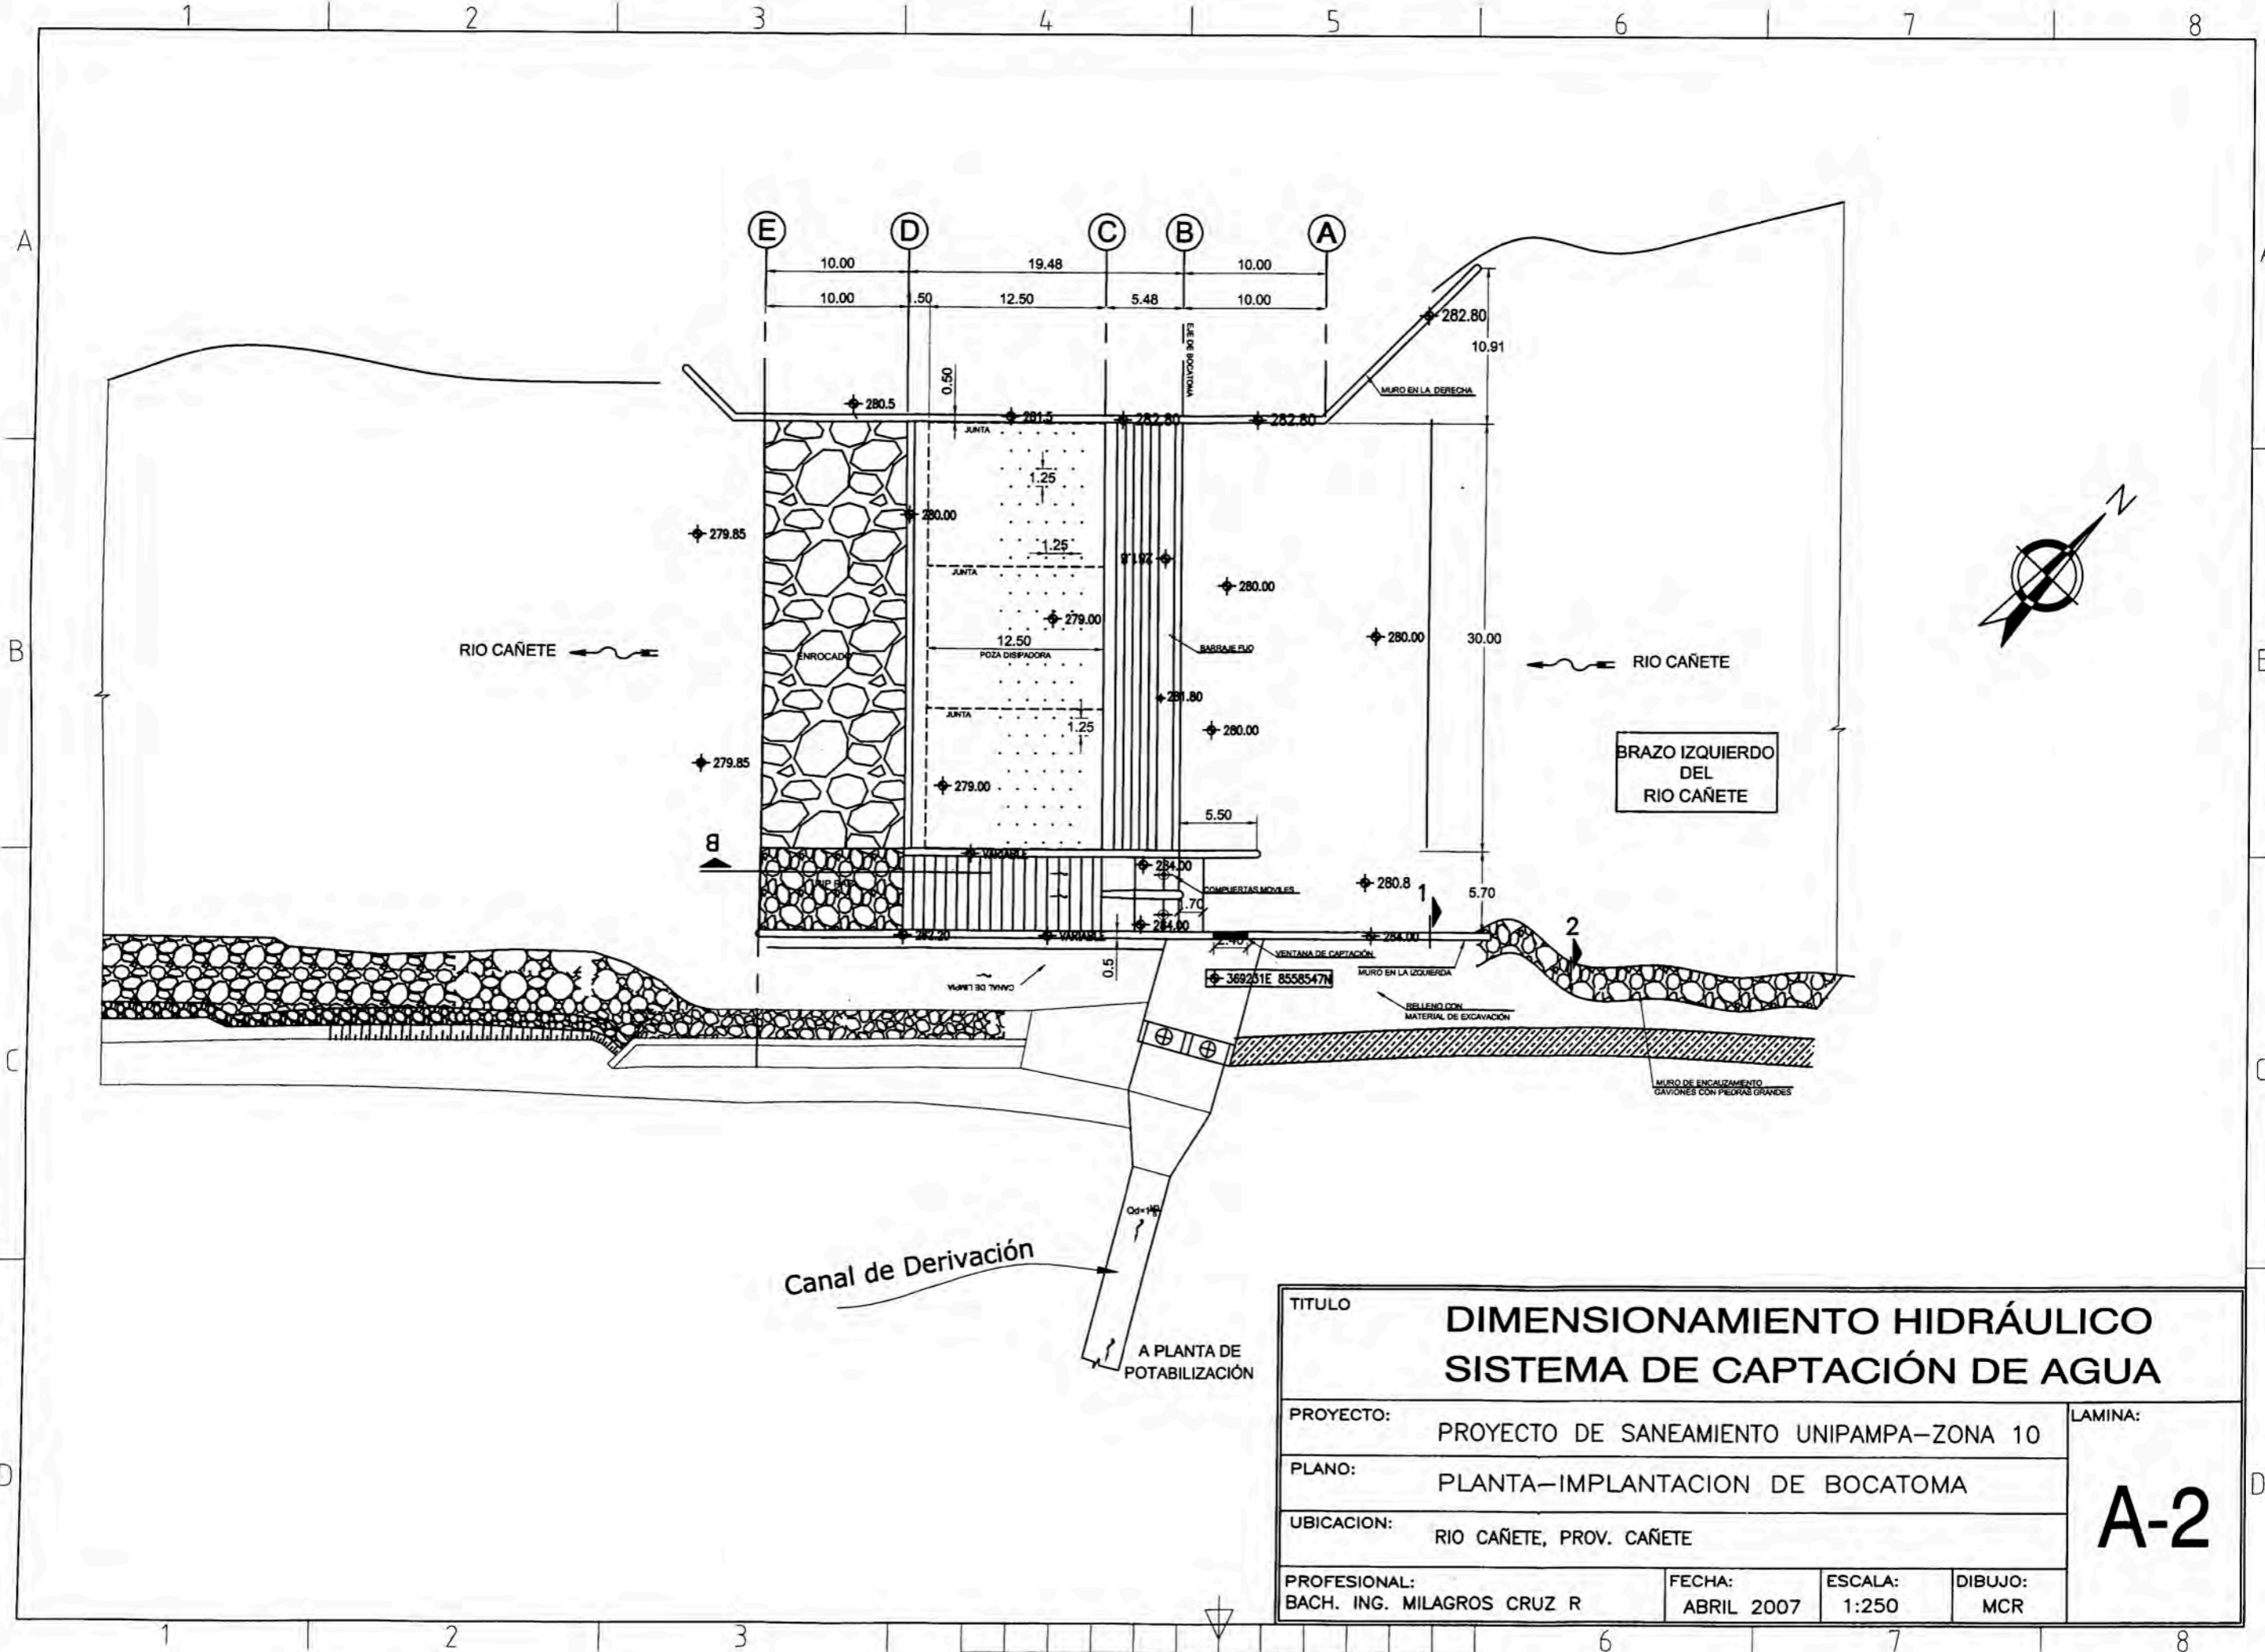 1 2 3 4 5 6 7 8
A
B
C
D
E D C B A
10.00 19.48 10.00
10.00 1.50 12.50 5.48 10.00
EJE DE BOCATOMA
282.80
10.91
MURO EN LA DERECHA
0.50
280.5
281.5
282.80
282.80
JUNTA
1.25
280.00
279.85
1.25
JUNTA
281.8
280.00
279.00
280.00
30.00
12.50
POZA DISIPADORA
BARRAJE FIJO
ENROCADO
RIO CAÑETE
RIO CAÑETE
N
281.80
JUNTA
1.25
280.00
279.85
279.00
BRAZO IZQUIERDO
DEL
RIO CAÑETE
5.50
B
VARIABLE
284.00
RIP RAP
COMPUERTAS MOVILES
280.8
1
5.70
1.70
284.00
2
282.20
VARIABLE
2.40
284.00
VENTANA DE CAPTACIÓN
0.5
CANAL DE LIMPIA
369231E 8558547N
MURO EN LA IZQUIERDA
RELLENO CON
MATERIAL DE EXCAVACIÓN
MURO DE ENCAUZAMIENTO
GAVIONES CON PIEDRAS GRANDES
Canal de Derivación
A PLANTA DE
POTABILIZACIÓN
TITULO
DIMENSIONAMIENTO HIDRÁULICO
SISTEMA DE CAPTACIÓN DE AGUA
PROYECTO:
PROYECTO DE SANEAMIENTO UNIPAMPA-ZONA 10
PLANO:
PLANTA-IMPLANTACION DE BOCATOMA
UBICACION:
RIO CAÑETE, PROV. CAÑETE
LAMINA:
A-2
PROFESIONAL:
BACH. ING. MILAGROS CRUZ R
FECHA:
ABRIL 2007
ESCALA:
1:250
DIBUJO:
MCR
A
B
C
D
1 2 3 6 7 8